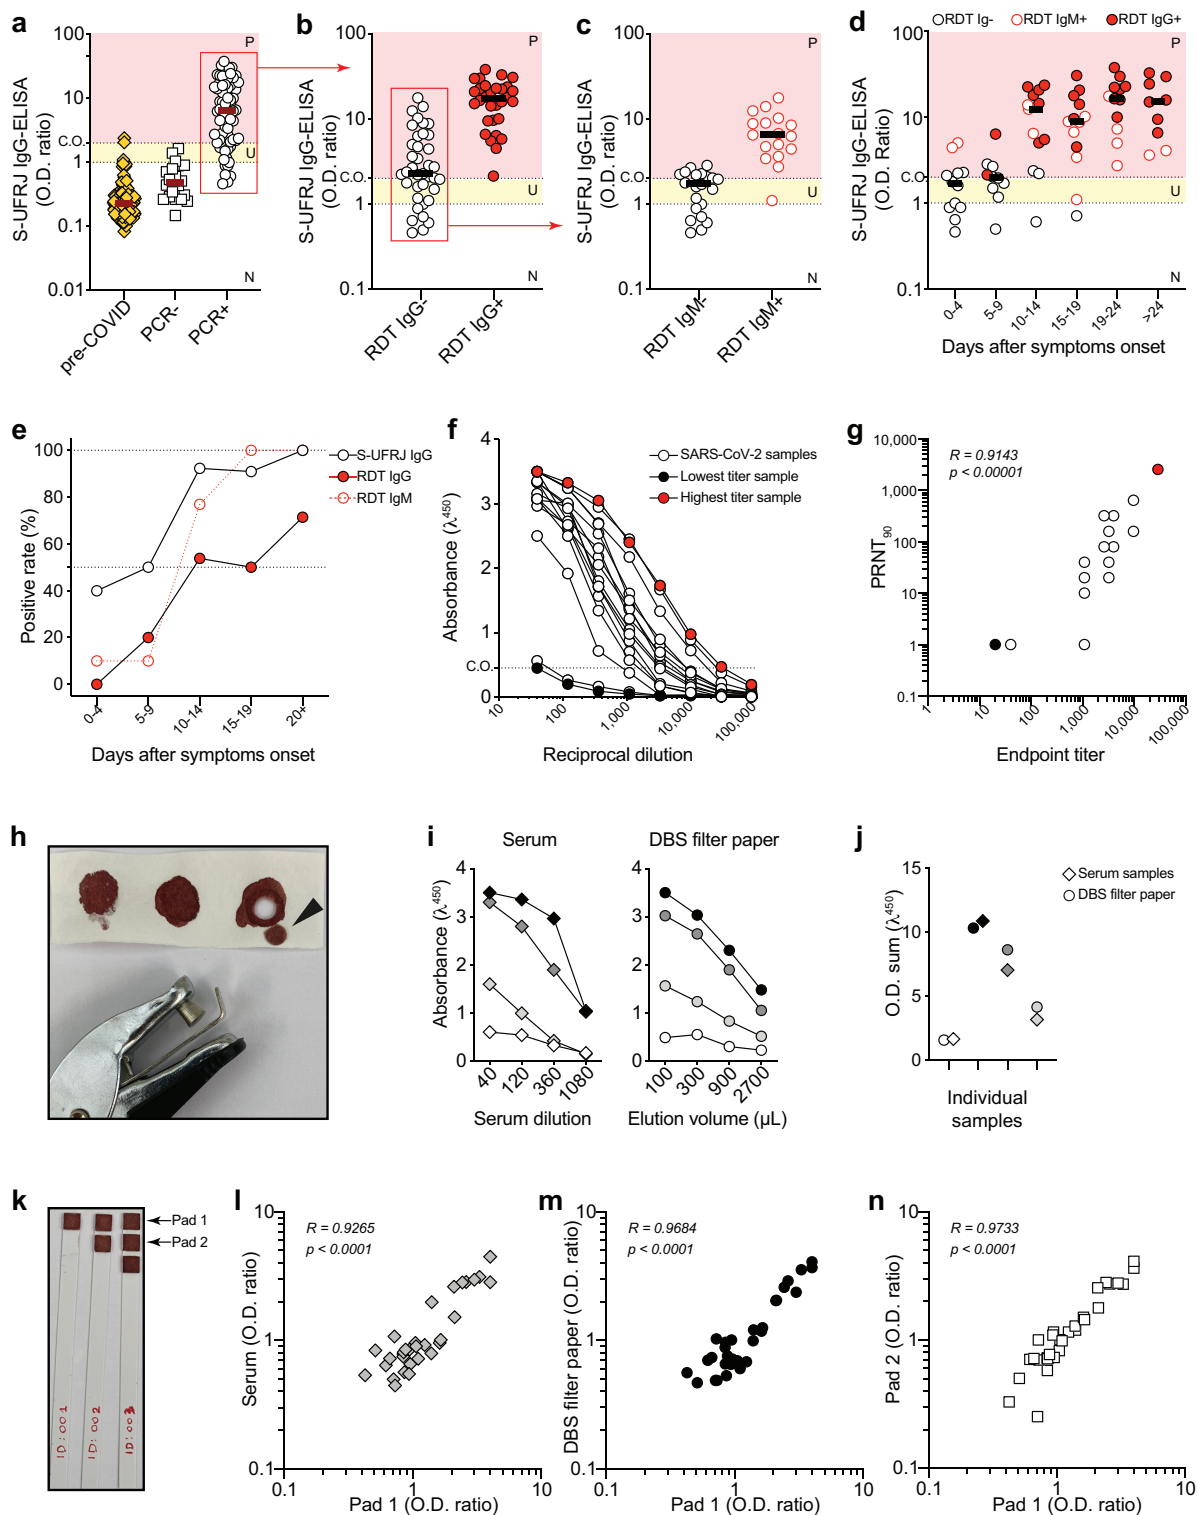 a
S-UFRJ IgG-ELISA
(O.D. ratio)
100
10
c.o.
1
0.1
0.01
P
U
N
pre-COVID
PCR-
PCR+
b
S-UFRJ IgG-ELISA
(O.D. ratio)
100
10
c.o.
1
0.1
P
U
RDT IgG-
RDT IgG+
c
S-UFRJ IgG-ELISA
(O.D. ratio)
100
10
c.o.
1
0.1
P
U
N
RDT IgM-
RDT IgM+
d
RDT Ig-
RDT IgM+
RDT IgG+
S-UFRJ IgG-ELISA
(O.D. Ratio)
100
10
c.o.
1
0.1
P
U
N
0-4
5-9
10-14
15-19
19-24
>24
Days after symptoms onset
e
Positive rate (%)
100
80
60
40
20
0
S-UFRJ IgG
RDT IgG
RDT IgM
0-4
5-9
10-14
15-19
20+
Days after symptoms onset
f
Absorbance (λ450)
4
3
2
1
C.O.
0
SARS-CoV-2 samples
Lowest titer sample
Highest titer sample
10
100
1,000
10,000
100,000
Reciprocal dilution
g
R = 0.9143
p < 0.00001
PRNT90
10,000
1,000
100
10
1
0.1
1
10
100
1,000
10,000
100,000
Endpoint titer
h
i
Serum
Absorbance (λ450)
4
3
2
1
0
40
120
360
1080
Serum dilution
DBS filter paper
4
3
2
1
0
100
300
900
2700
Elution volume (µL)
j
O.D. sum (λ450)
15
10
5
0
Serum samples
DBS filter paper
Individual
samples
k
Pad 1
Pad 2
ID:001
ID:002
ID:003
l
R = 0.9265
p < 0.0001
Serum (O.D. ratio)
10
1
0.1
0.1
1
10
Pad 1 (O.D. ratio)
m
R = 0.9684
p < 0.0001
DBS filter paper (O.D. ratio)
10
1
0.1
0.1
1
10
Pad 1 (O.D. ratio)
n
R = 0.9733
p < 0.0001
Pad 2 (O.D. ratio)
10
1
0.1
0.1
1
10
Pad 1 (O.D. ratio)